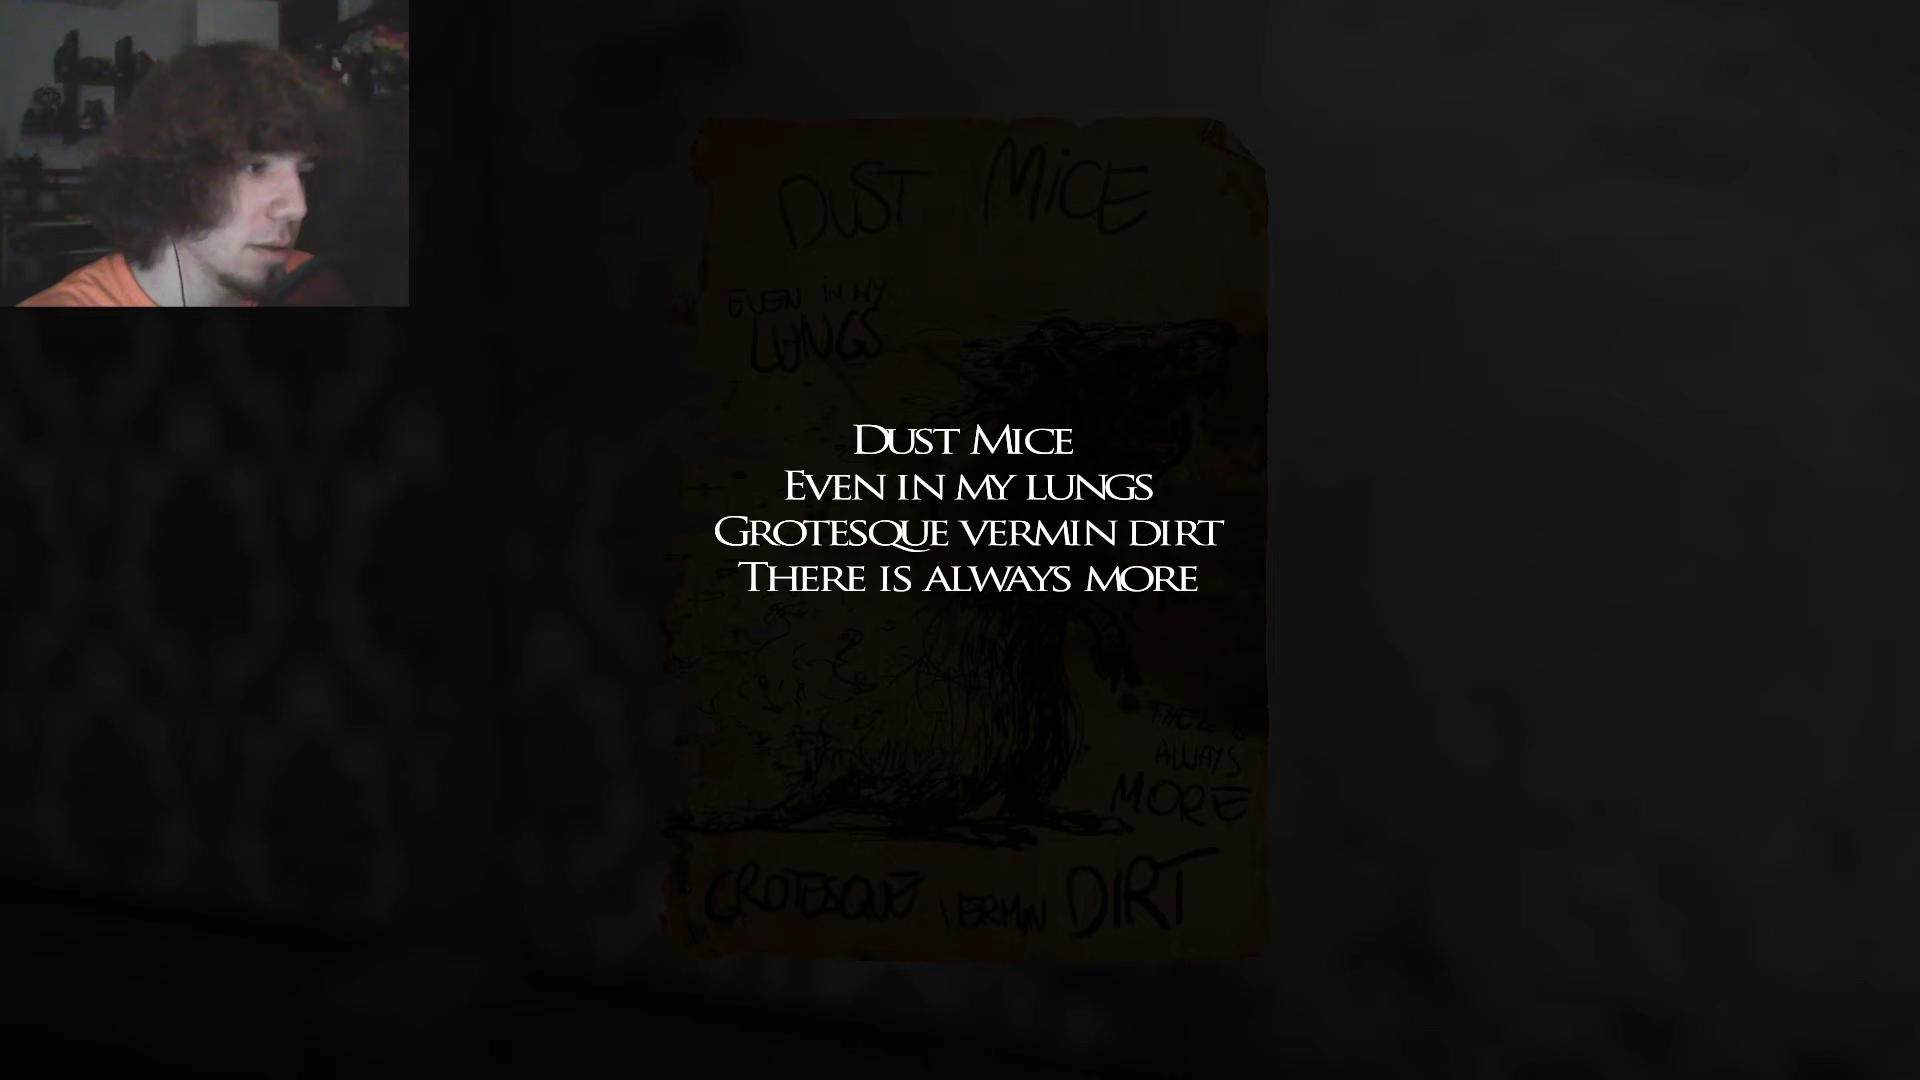 DUST MiCE
EVEN IN MY
LUNGS
DUST MICE
EVEN IN MY LUNGS
GROTESQUE VERMIN DIRT
THERE IS ALWAYS MORE
THERE IS
ALWAYS
MORE
GROTESQUE VERMIN DIRT